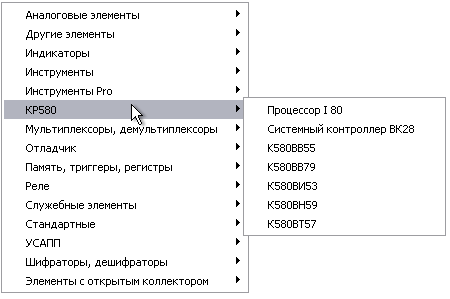 Аналоговые элементы
Другие элементы
Индикаторы
Инструменты
Инструменты Pro
КР580
Мультиплексоры, демультиплексоры
Отладчик
Память, триггеры, регистры
Реле
Служебные элементы
Стандартные
УСАПП
Шифраторы, дешифраторы
Элементы с открытым коллектором
Процессор I 80
Системный контроллер ВК28
К580ВВ55
К580ВВ79
К580ВИ53
К580ВН59
К580ВТ57